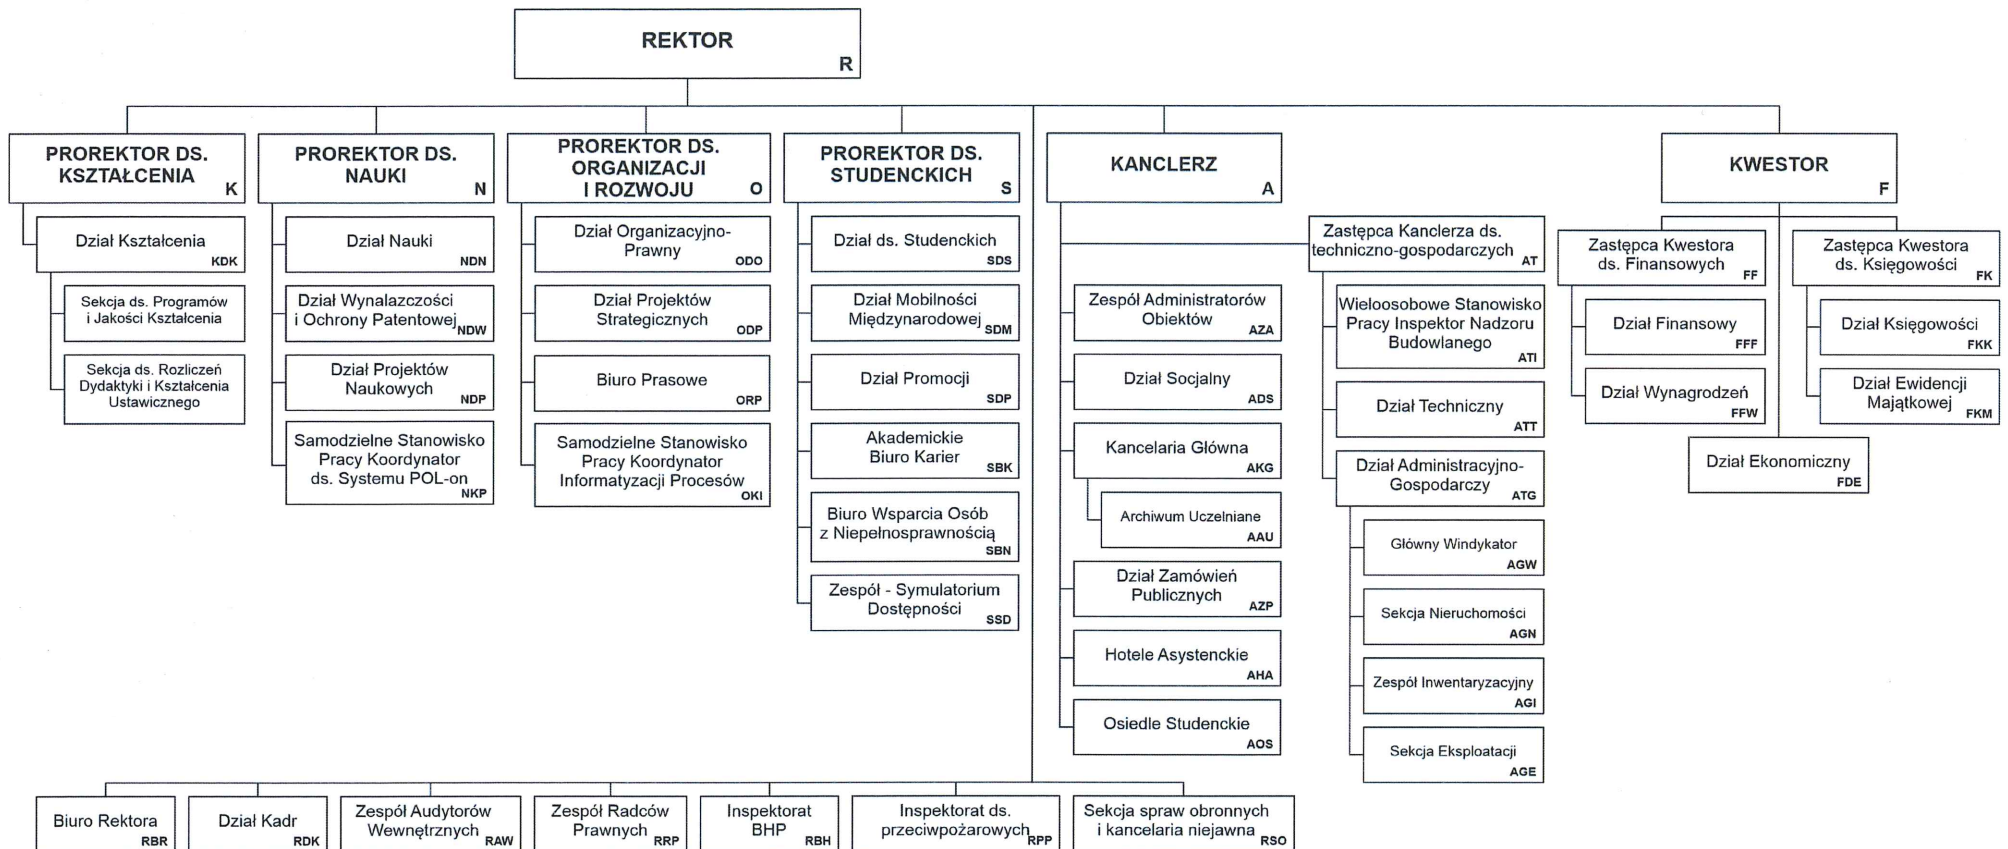 REKTOR
R
PROREKTOR DS.
KSZTAŁCENIA
K
Dział Kształcenia
KDK
Sekcja ds. Programów
i Jakości Kształcenia
Sekcja ds. Rozliczeń
Dydaktyki i Kształcenia
Ustawicznego
PROREKTOR DS.
NAUKI
N
Dział Nauki
NDN
Dział Wynalazczości
i Ochrony Patentowej
NDW
Dział Projektów
Naukowych
NDP
Samodzielne Stanowisko
Pracy Koordynator
ds. Systemu POL-on
NKP
PROREKTOR DS.
ORGANIZACJI
I ROZWOJU
O
Dział Organizacyjno-
Prawny
ODO
Dział Projektów
Strategicznych
ODP
Biuro Prasowe
ORP
Samodzielne Stanowisko
Pracy Koordynator
Informatyzacji Procesów
OKI
PROREKTOR DS.
STUDENCKICH
S
Dział ds. Studenckich
SDS
Dział Mobilności
Międzynarodowej
SDM
Dział Promocji
SDP
Akademickie
Biuro Karier
SBK
Biuro Wsparcia Osób
z Niepełnosprawnością
SBN
Zespół - Symulatorium
Dostępności
SSD
KANCLERZ
A
Zespół Administratorów
Obiektów
AZA
Dział Socjalny
ADS
Kancelaria Główna
AKG
Archiwum Uczelniane
AAU
Dział Zamówień
Publicznych
AZP
Hotele Asystenckie
AHA
Osiedle Studenckie
AOS
Zastępca Kanclerza ds.
techniczno-gospodarczych
AT
Wieloosobowe Stanowisko
Pracy Inspektor Nadzoru
Budowlanego
ATI
Dział Techniczny
ATT
Dział Administracyjno-
Gospodarczy
ATG
Główny Windykator
AGW
Sekcja Nieruchomości
AGN
Zespół Inwentaryzacyjny
AGI
Sekcja Eksploatacji
AGE
KWESTOR
F
Zastępca Kwestora
ds. Finansowych
FF
Dział Finansowy
FFF
Dział Wynagrodzeń
FFW
Zastępca Kwestora
ds. Księgowości
FK
Dział Księgowości
FKK
Dział Ewidencji
Majątkowej
FKM
Dział Ekonomiczny
FDE
Biuro Rektora
RBR
Dział Kadr
RDK
Zespół Audytorów
Wewnętrznych
RAW
Zespół Radców
Prawnych
RRP
Inspektorat
BHP
RBH
Inspektorat ds.
przeciwpożarowych
RPP
Sekcja spraw obronnych
i kancelaria niejawna
RSO